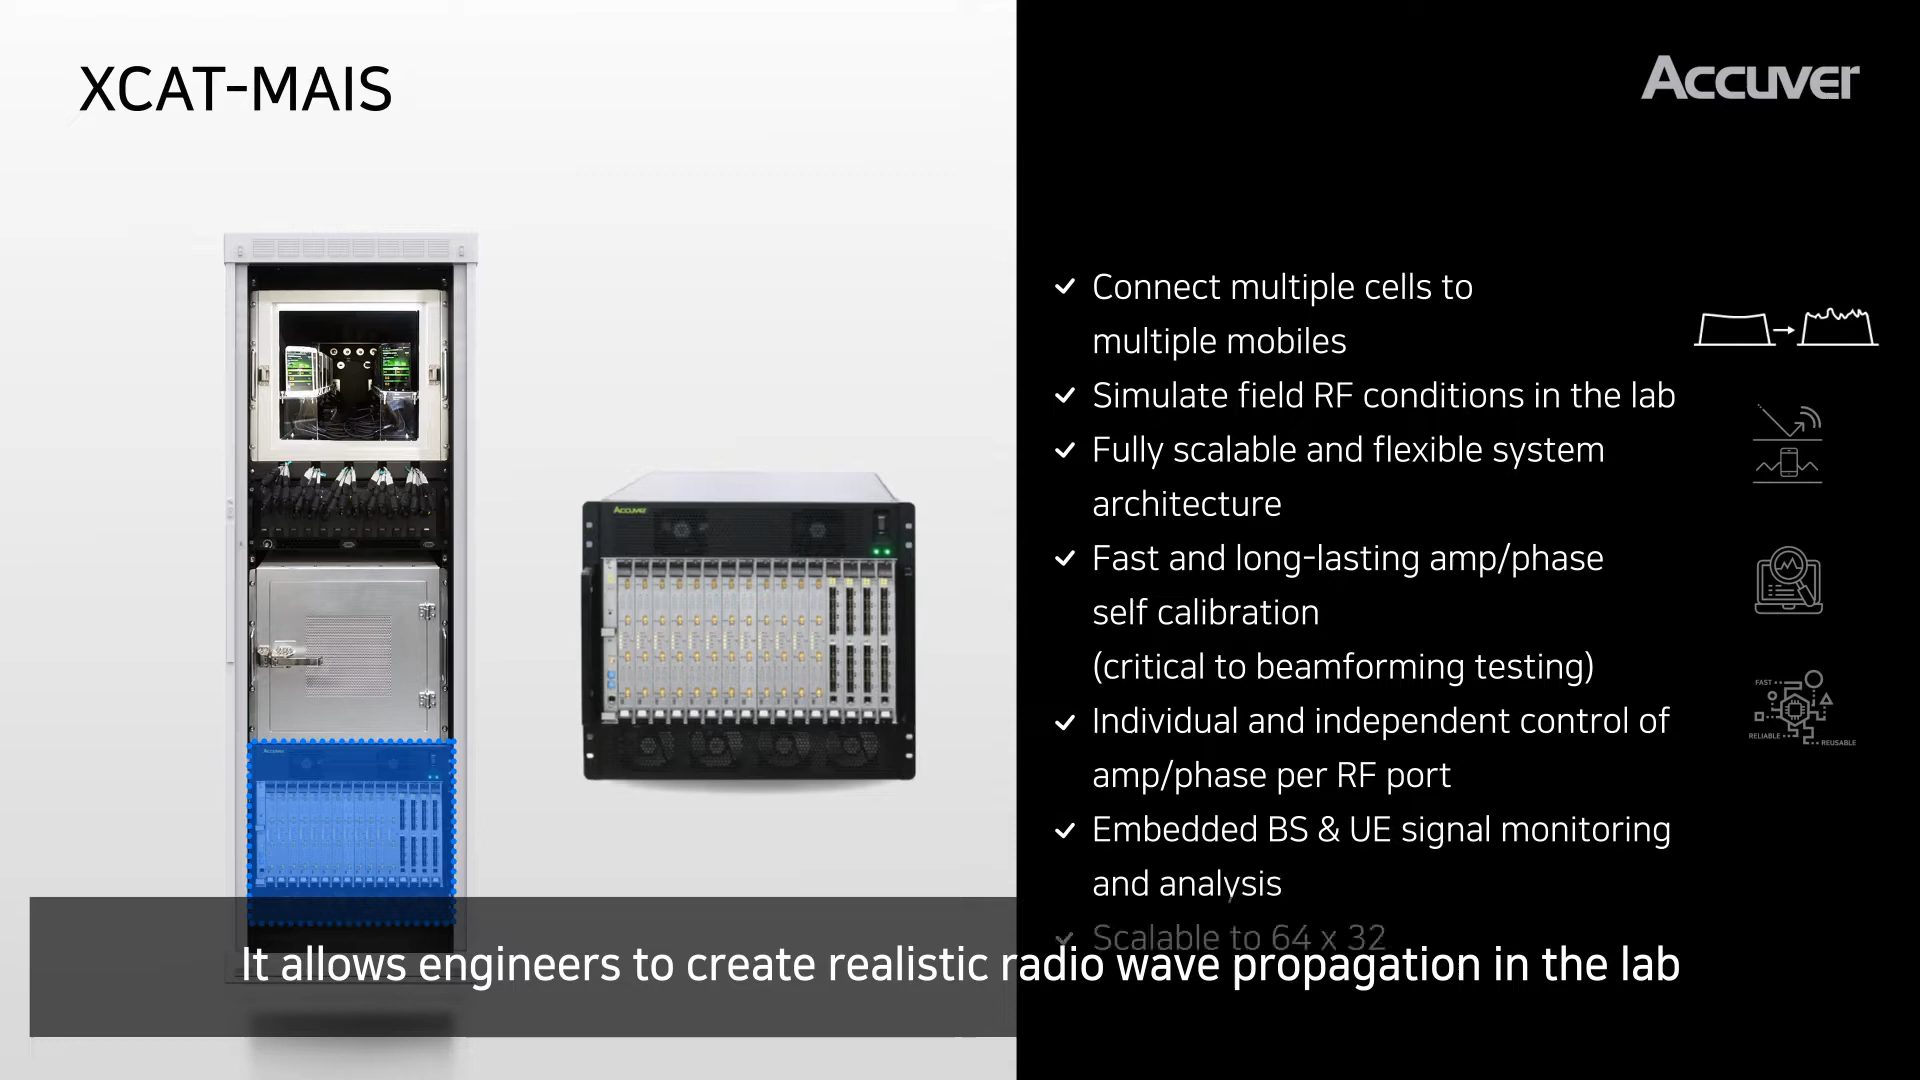 XCAT-MAIS
ACCUVER
ACCUVER
Connect multiple cells to
multiple mobiles
Simulate field RF conditions in the lab
Fully scalable and flexible system
architecture
Fast and long-lasting amp/phase
self calibration
(critical to beamforming testing)
Individual and independent control of
amp/phase per RF port
Embedded BS & UE signal monitoring
and analysis
Scalable to 64 x 32
FAST
RELIABLE
REUSABLE
It allows engineers to create realistic radio wave propagation in the lab